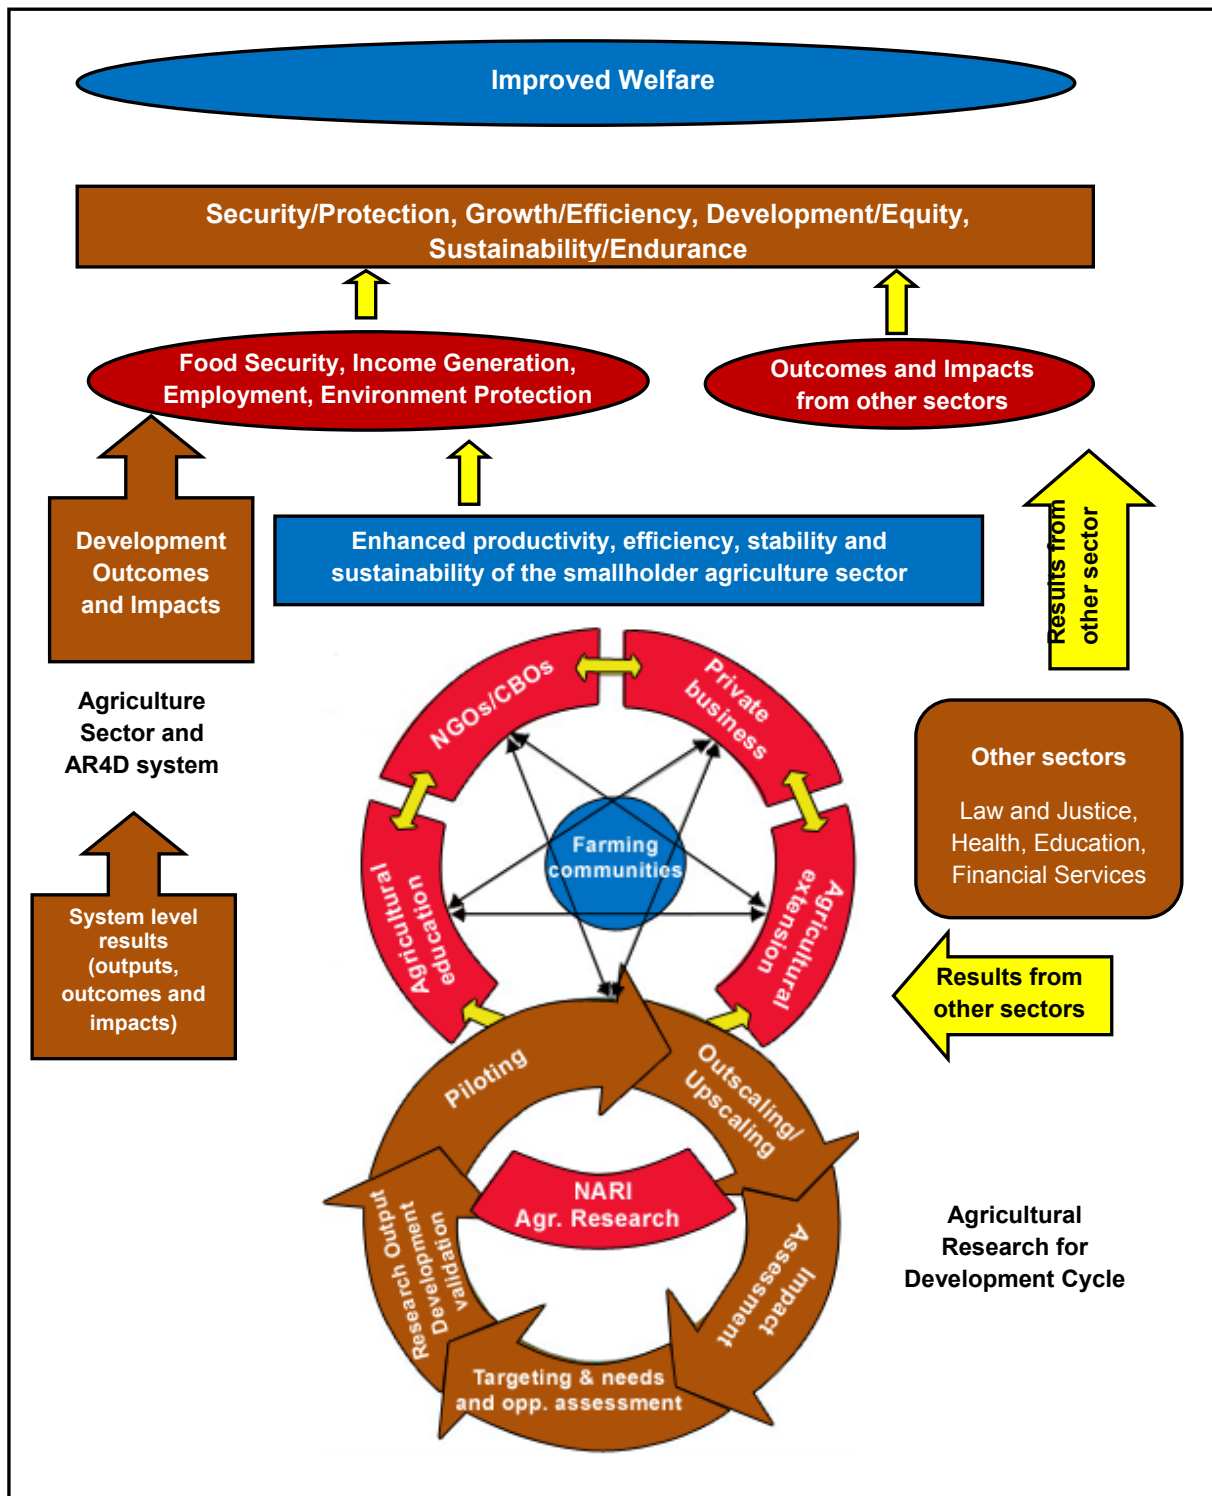 Improved Welfare
Security/Protection, Growth/Efficiency, Development/Equity,
Sustainability/Endurance
Food Security, Income Generation,
Employment, Environment Protection
Outcomes and Impacts
from other sectors
Development
Outcomes
and Impacts
Enhanced productivity, efficiency, stability and
sustainability of the smallholder agriculture sector
Results from
other sector
Agriculture
Sector and
AR4D system
NGOs/CBOs
Private
business
Other sectors
Law and Justice,
Health, Education,
Financial Services
Farming
communities
Agricultural
education
Agricultural
extension
System level
results
(outputs,
outcomes and
impacts)
Results from
other sectors
Piloting
Outscaling/
Upscaling
NARI
Agr. Research
Research Output
Development
validation
Impact
Assessment
Agricultural
Research for
Development Cycle
Targeting & needs
and opp. assessment